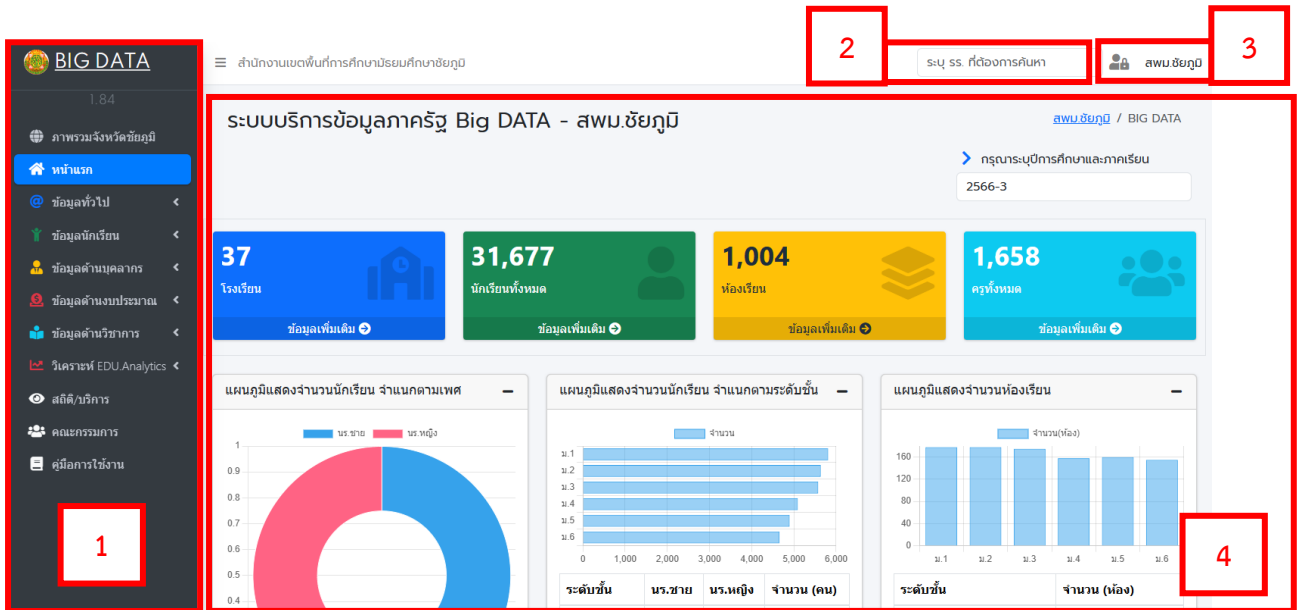 BIG DATA
1.84
ภาพรวมจังหวัดชัยภูมิ
หน้าแรก
ข้อมูลทั่วไป
ข้อมูลนักเรียน
ข้อมูลด้านบุคลากร
ข้อมูลด้านงบประมาณ
ข้อมูลด้านวิชาการ
วิเคราะห์ EDU.Analytics
สถิติ/บริการ
คณะกรรมการ
คู่มือการใช้งาน
1
สำนักงานเขตพื้นที่การศึกษามัธยมศึกษาชัยภูมิ
2
ระบุ รร. ที่ต้องการค้นหา
สพม.ชัยภูมิ
3
ระบบบริการข้อมูลภาครัฐ Big DATA - สพม.ชัยภูมิ
สพม.ชัยภูมิ / BIG DATA
กรุณาระบุปีการศึกษาและภาคเรียน
2566-3
37
โรงเรียน
ข้อมูลเพิ่มเติม
31,677
นักเรียนทั้งหมด
ข้อมูลเพิ่มเติม
1,004
ห้องเรียน
ข้อมูลเพิ่มเติม
1,658
ครูทั้งหมด
ข้อมูลเพิ่มเติม
แผนภูมิแสดงจำนวนนักเรียน จำแนกตามเพศ
นร.ชาย นร.หญิง
1
0.9
0.8
0.7
0.6
0.5
0.4
แผนภูมิแสดงจำนวนนักเรียน จำแนกตามระดับชั้น
จำนวน
ม.1
ม.2
ม.3
ม.4
ม.5
ม.6
0 1,000 2,000 3,000 4,000 5,000 6,000
ระดับชั้น นร.ชาย นร.หญิง จำนวน (คน)
แผนภูมิแสดงจำนวนห้องเรียน
จำนวน(ห้อง)
160
120
80
40
0
ม.1 ม.2 ม.3 ม.4 ม.5 ม.6
ระดับชั้น จำนวน (ห้อง)
4